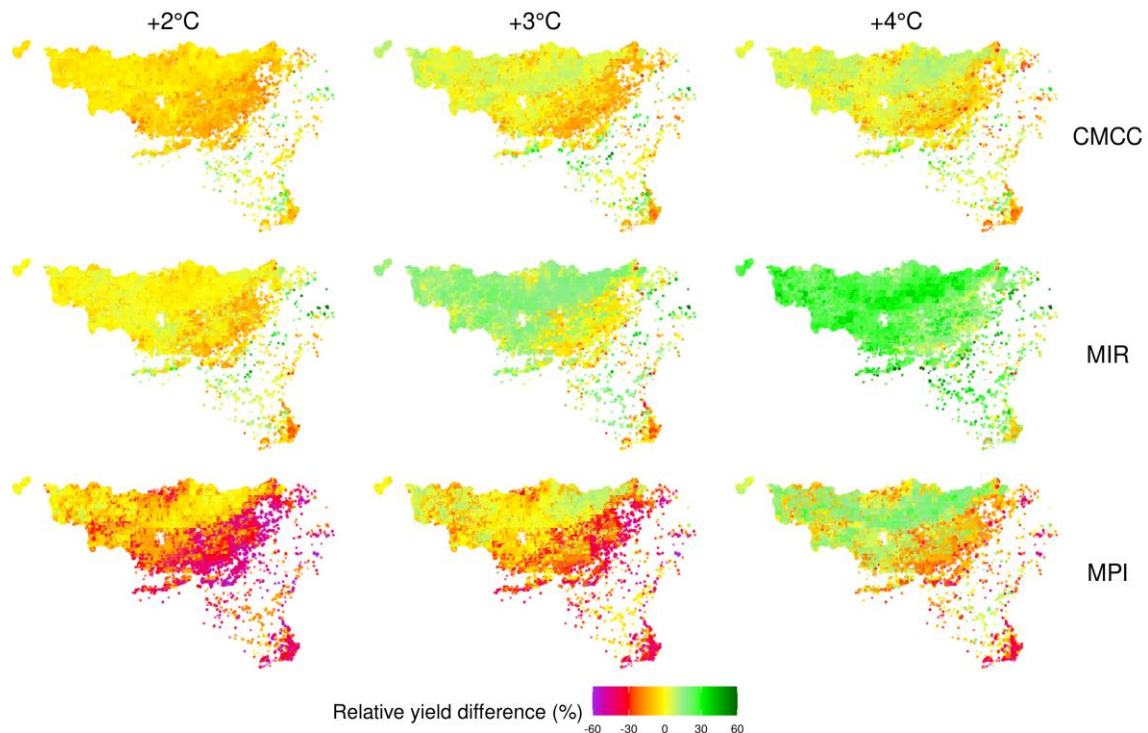 +2°C +3°C +4°C
CMCC
MIR
MPI
Relative yield difference (%)
-60 -30 0 30 60